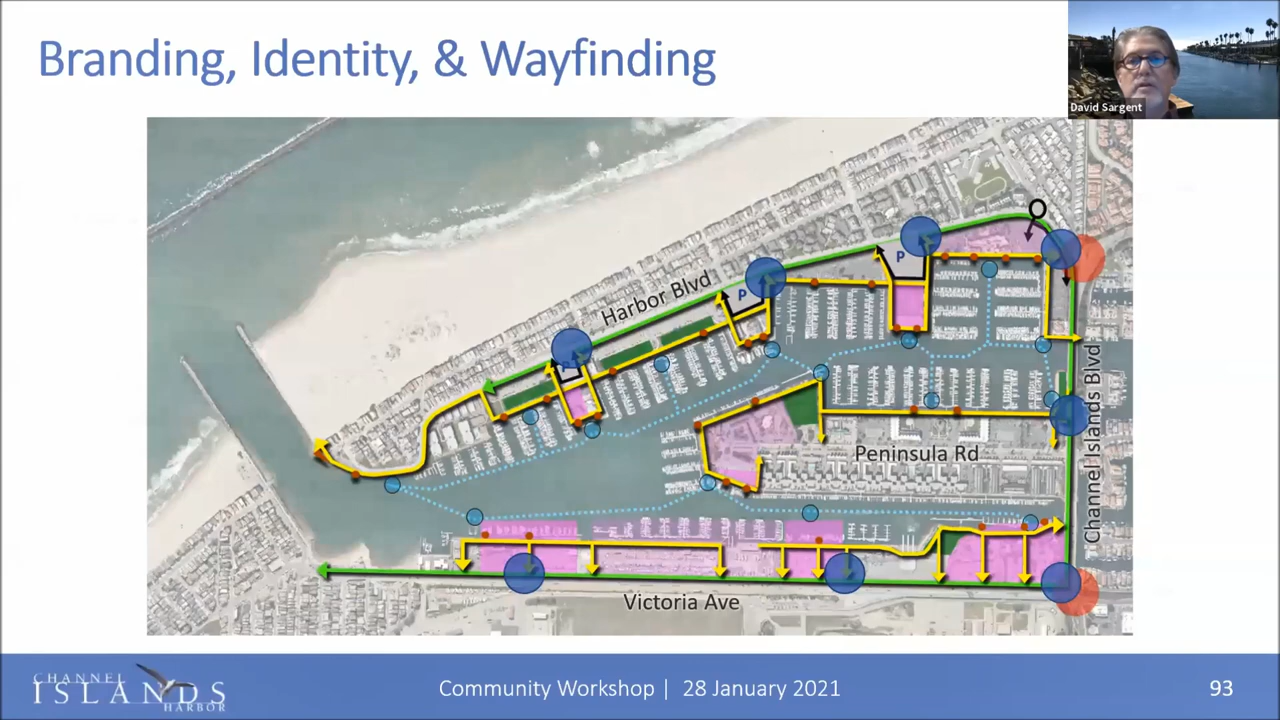 Branding, Identity, & Wayfinding
David Sargent
Harbor Blvd
P
P
Peninsula Rd
Channel Islands Blvd
Victoria Ave
CHANNEL
ISLANDS
HARBOR
Community Workshop | 28 January 2021
93